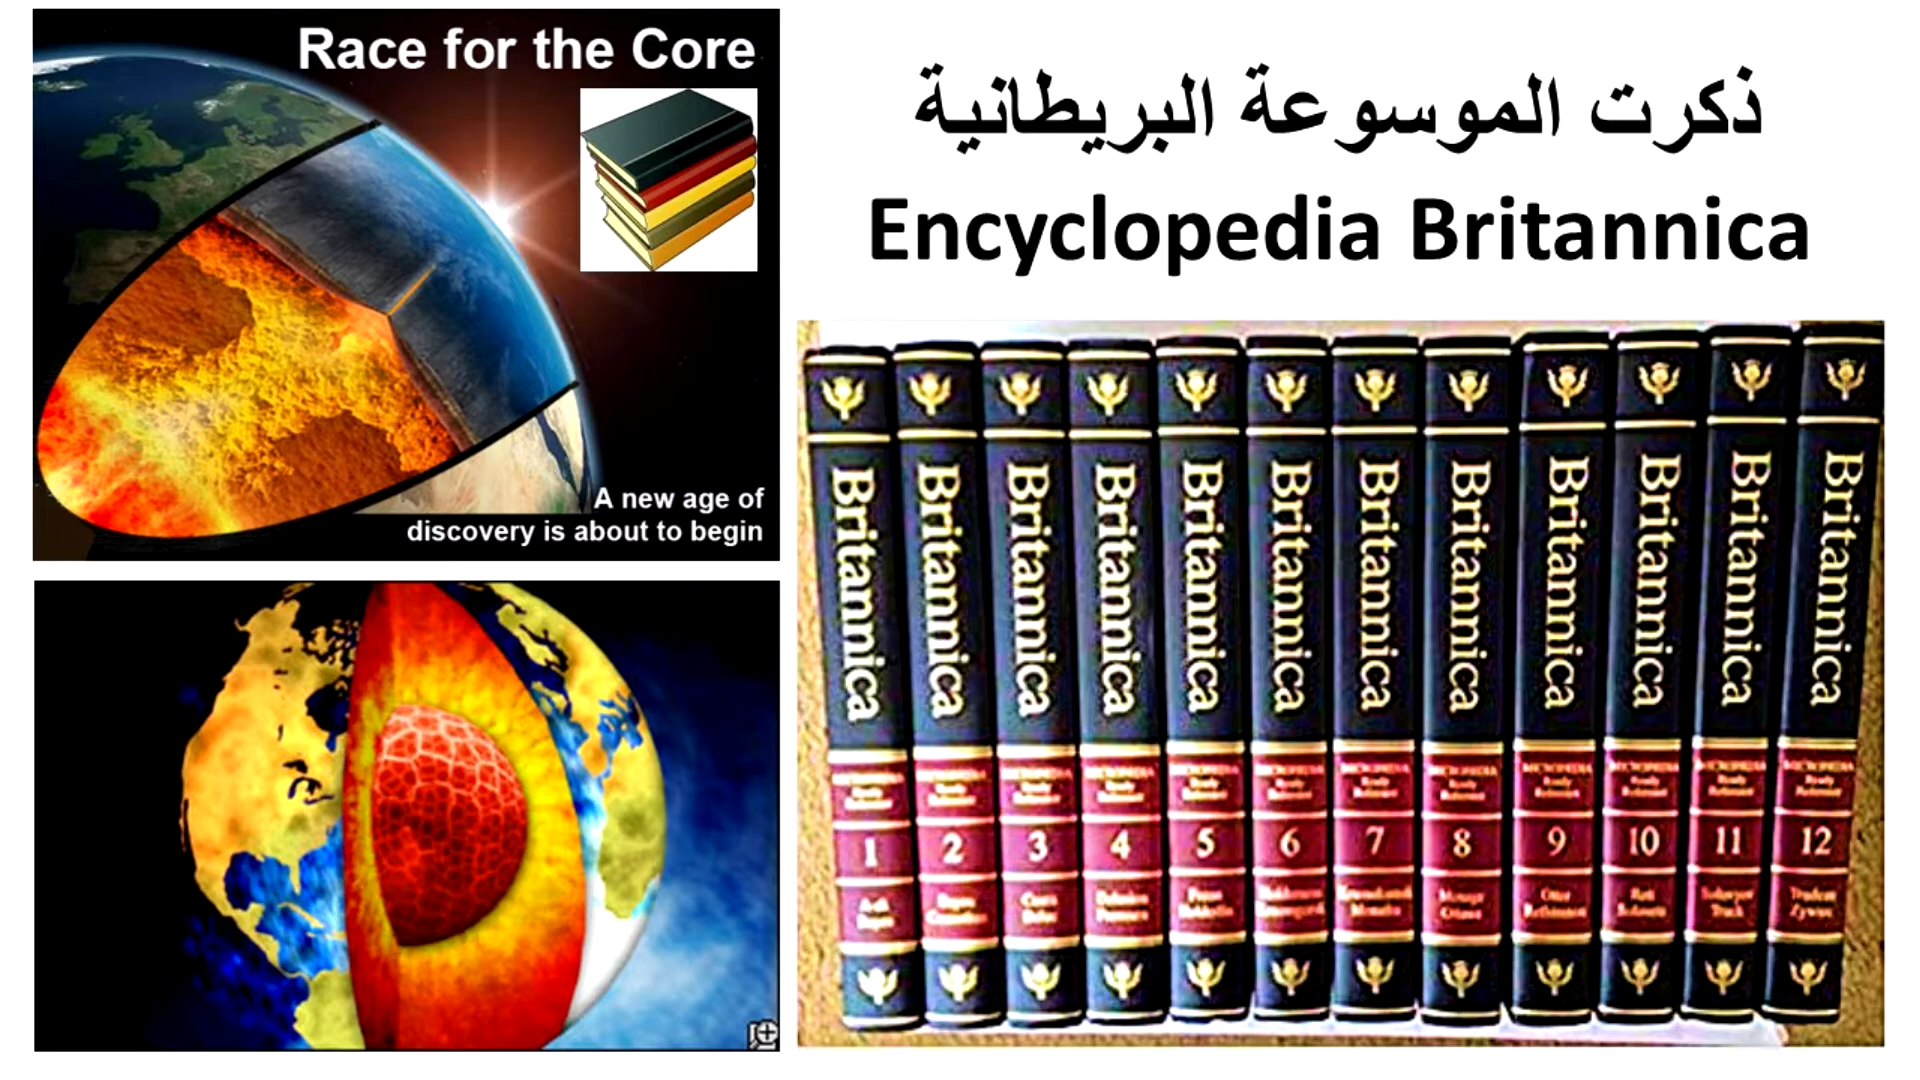 Race for the Core
A new age of
discovery is about to begin
ذكرت الموسوعة البريطانية
Encyclopedia Britannica
Britannica
Britannica
Britannica
Britannica
Britannica
Britannica
Britannica
Britannica
Britannica
Britannica
Britannica
Britannica
1
2
3
4
5
6
7
8
9
10
11
12